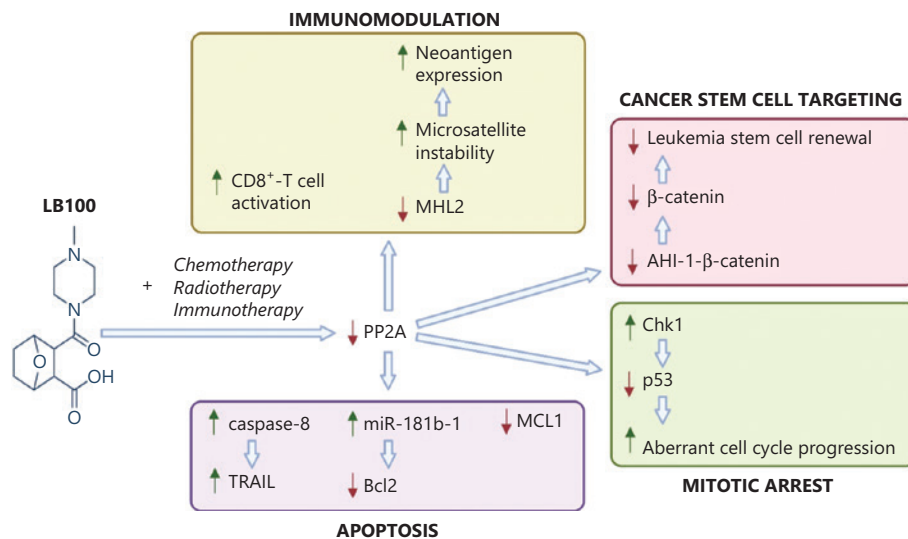 IMMUNOMODULATION
Neoantigen
expression
Microsatellite
instability
CD8⁺-T cell
activation
MHL2
CANCER STEM CELL TARGETING
Leukemia stem cell renewal
β-catenin
AHI-1-β-catenin
LB100
N
N
O
O
OH
O
+
Chemotherapy
Radiotherapy
Immunotherapy
PP2A
Chk1
p53
Aberrant cell cycle progression
MITOTIC ARREST
caspase-8
TRAIL
miR-181b-1
Bcl2
MCL1
APOPTOSIS